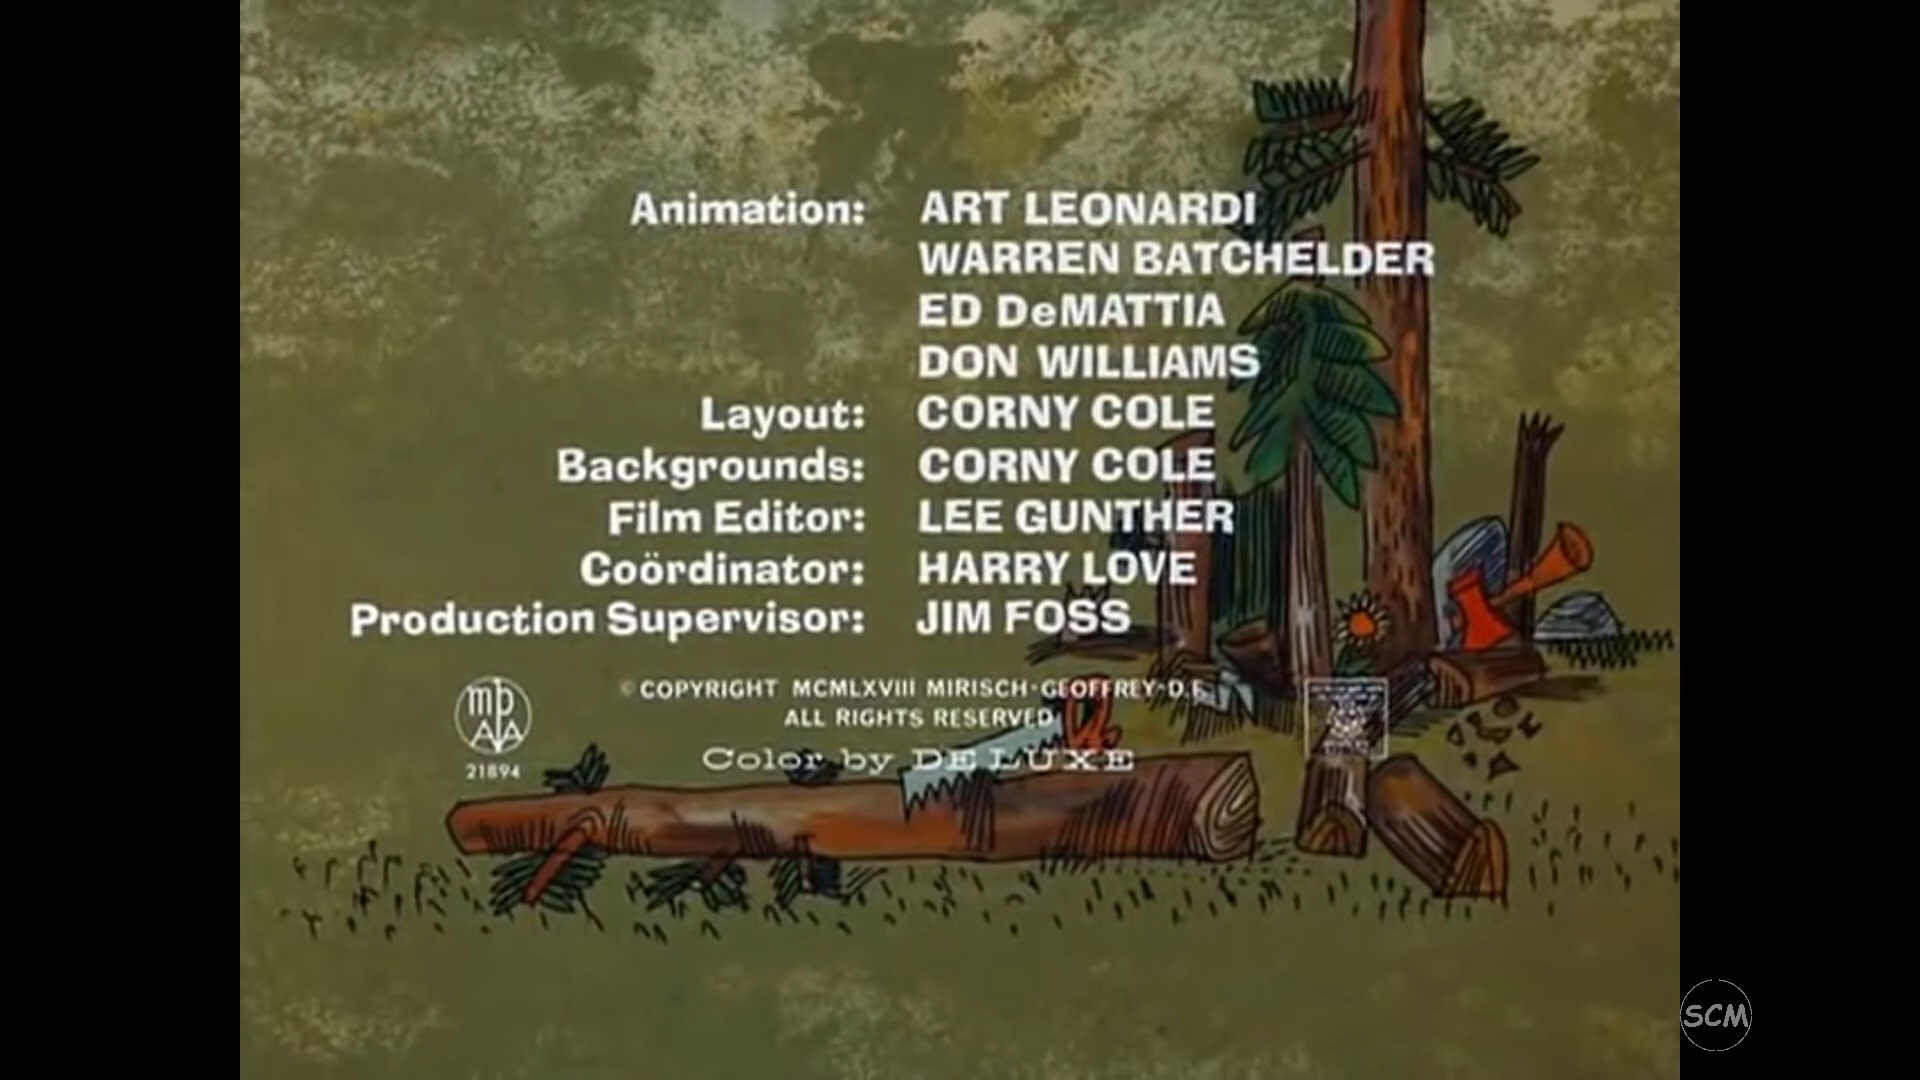 Animation: ART LEONARDI
WARREN BATCHELDER
ED DeMATTIA
DON WILLIAMS
Layout: CORNY COLE
Backgrounds: CORNY COLE
Film Editor: LEE GUNTHER
Coördinator: HARRY LOVE
Production Supervisor: JIM FOSS
© COPYRIGHT MCMLXVIII MIRISCH-GEOFFREY-D.F.
ALL RIGHTS RESERVED
Color by DE LUXE
mpAA
21894
SCM